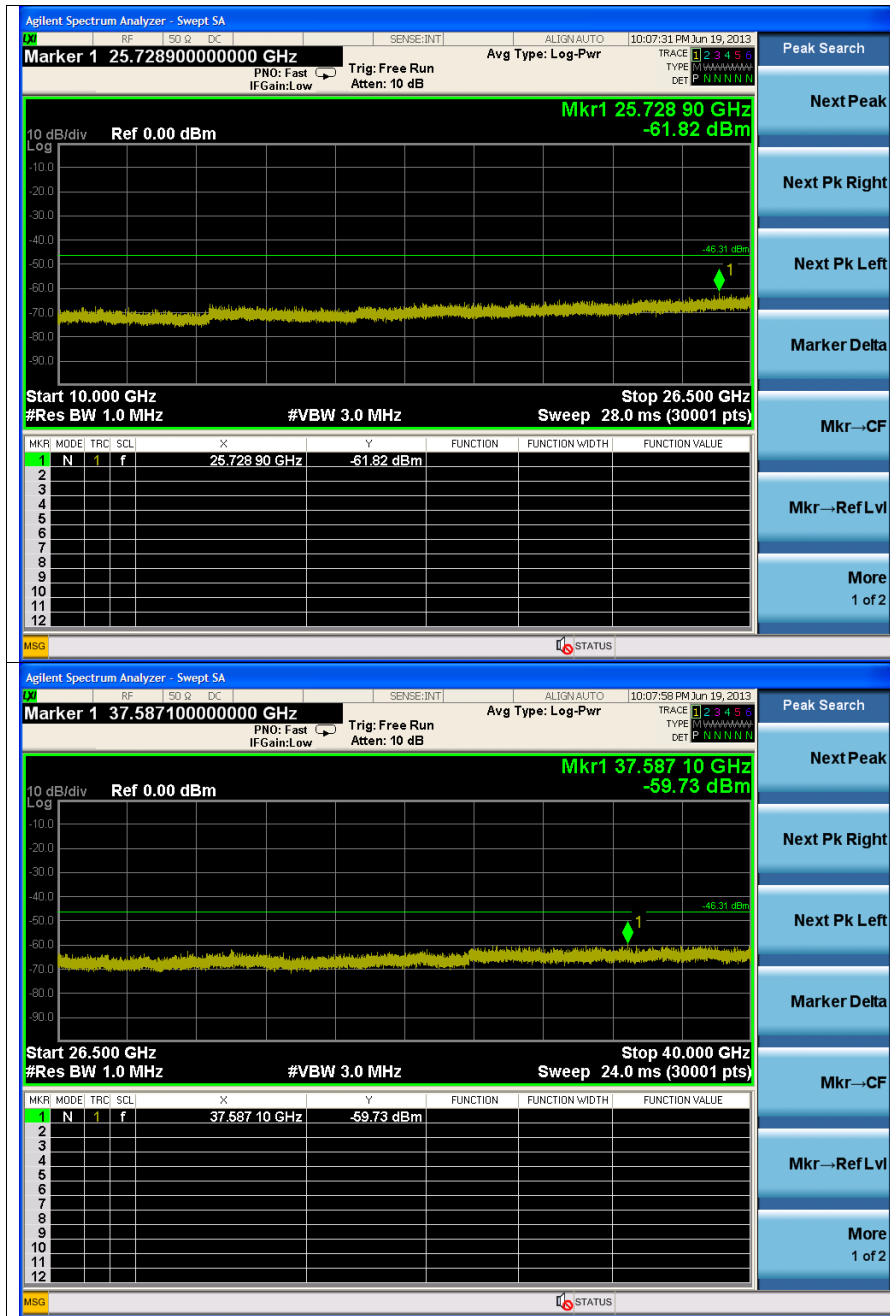 Agilent Spectrum Analyzer - Swept SA
LXI RF 50 Ω DC SENSE:INT ALIGN AUTO 10:07:31 PM Jun 19, 2013
Marker 1 25.728900000000 GHz
PNO: Fast
IFGain:Low
Trig: Free Run
Atten: 10 dB
Avg Type: Log-Pwr
TRACE 1 2 3 4 5 6
TYPE M WWWWW
DET P N N N N N
Mkr1 25.728 90 GHz
-61.82 dBm
10 dB/div Ref 0.00 dBm
Log
-10.0
-20.0
-30.0
-40.0
-46.31 dBm
-50.0
1
-60.0
-70.0
-80.0
-90.0
Start 10.000 GHz Stop 26.500 GHz
#Res BW 1.0 MHz #VBW 3.0 MHz Sweep 28.0 ms (30001 pts)
MKR MODE TRC SCL X Y FUNCTION FUNCTION WIDTH FUNCTION VALUE
1 N 1 f 25.728 90 GHz -61.82 dBm
2
3
4
5
6
7
8
9
10
11
12
MSG STATUS
Peak Search
Next Peak
Next Pk Right
Next Pk Left
Marker Delta
Mkr→CF
Mkr→Ref Lvl
More
1 of 2
Agilent Spectrum Analyzer - Swept SA
LXI RF 50 Ω DC SENSE:INT ALIGN AUTO 10:07:58 PM Jun 19, 2013
Marker 1 37.587100000000 GHz
PNO: Fast
IFGain:Low
Trig: Free Run
Atten: 10 dB
Avg Type: Log-Pwr
TRACE 1 2 3 4 5 6
TYPE M WWWWW
DET P N N N N N
Mkr1 37.587 10 GHz
-59.73 dBm
10 dB/div Ref 0.00 dBm
Log
-10.0
-20.0
-30.0
-40.0
-46.31 dBm
-50.0
1
-60.0
-70.0
-80.0
-90.0
Start 26.500 GHz Stop 40.000 GHz
#Res BW 1.0 MHz #VBW 3.0 MHz Sweep 24.0 ms (30001 pts)
MKR MODE TRC SCL X Y FUNCTION FUNCTION WIDTH FUNCTION VALUE
1 N 1 f 37.587 10 GHz -59.73 dBm
2
3
4
5
6
7
8
9
10
11
12
MSG STATUS
Peak Search
Next Peak
Next Pk Right
Next Pk Left
Marker Delta
Mkr→CF
Mkr→Ref Lvl
More
1 of 2